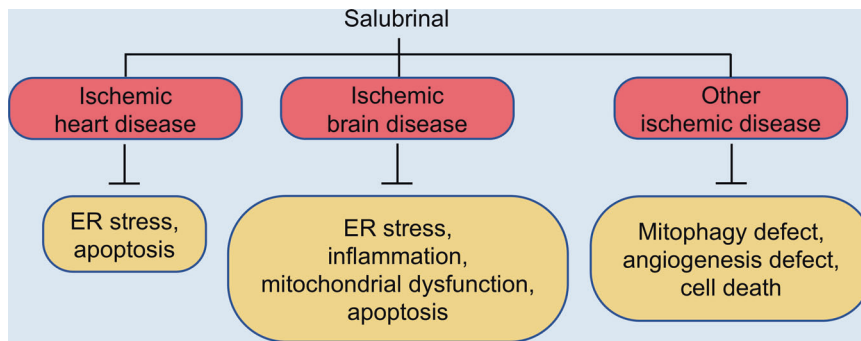 Salubrinal
Ischemic
heart disease
Ischemic
brain disease
Other
ischemic disease
ER stress,
apoptosis
ER stress,
inflammation,
mitochondrial dysfunction,
apoptosis
Mitophagy defect,
angiogenesis defect,
cell death